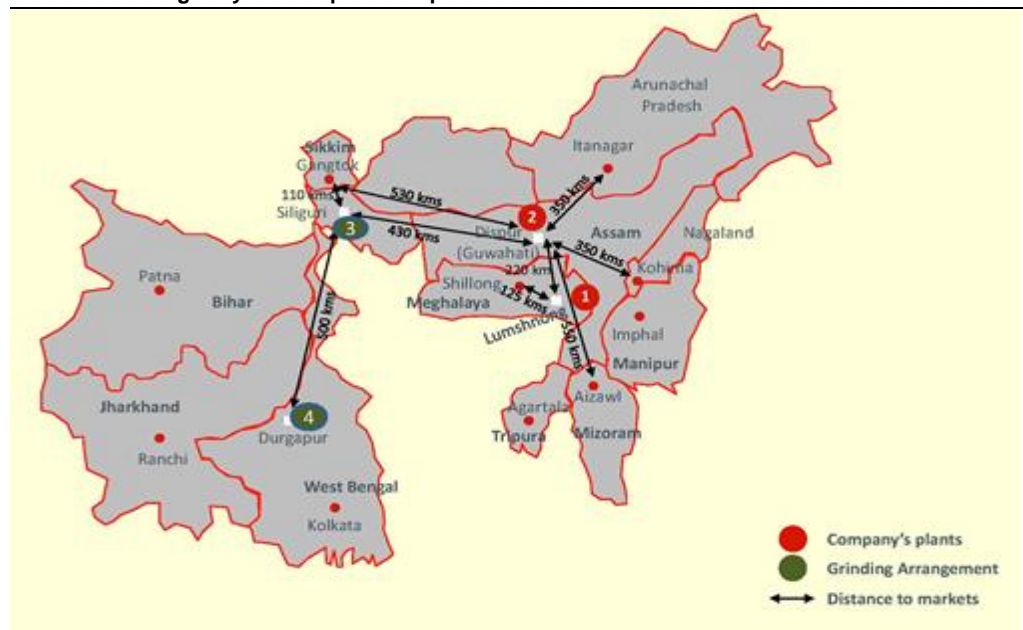 Arunachal
Pradesh
Itanagar
Sikkim
Gangtok
110 kms
Siliguri
530 kms
350 kms
2
3
430 kms
Dispur
(Guwahati)
Assam
Nagaland
350 kms
Kohima
220 km
Shillong
Meghalaya
125 kms
1
Patna
Bihar
500 kms
550 kms
Imphal
Manipur
Jharkhand
4
Durgapur
Agartala
Aizawl
Tripura
Mizoram
Ranchi
West Bengal
Kolkata
Company's plants
Grinding Arrangement
Distance to markets